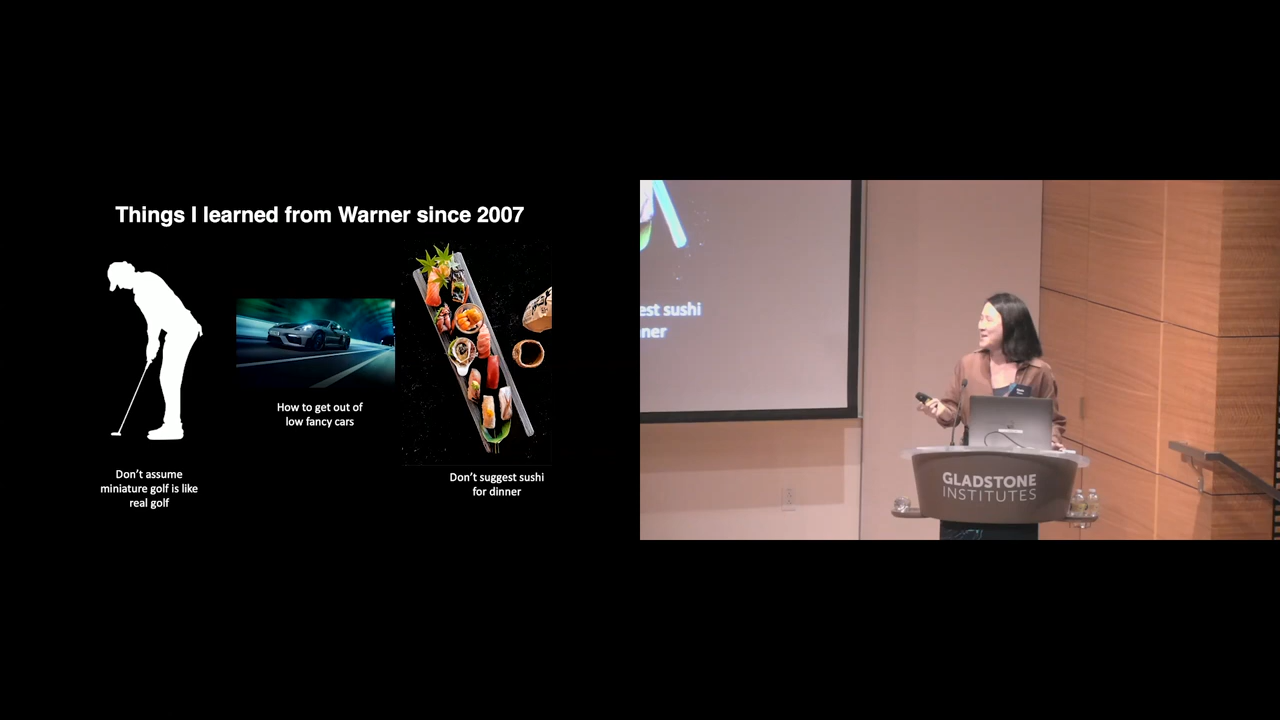 Things I learned from Warner since 2007
How to get out of
low fancy cars
Don't assume
miniature golf is like
real golf
Don't suggest sushi
for dinner
est sushi
ner
GLADSTONE
INSTITUTES